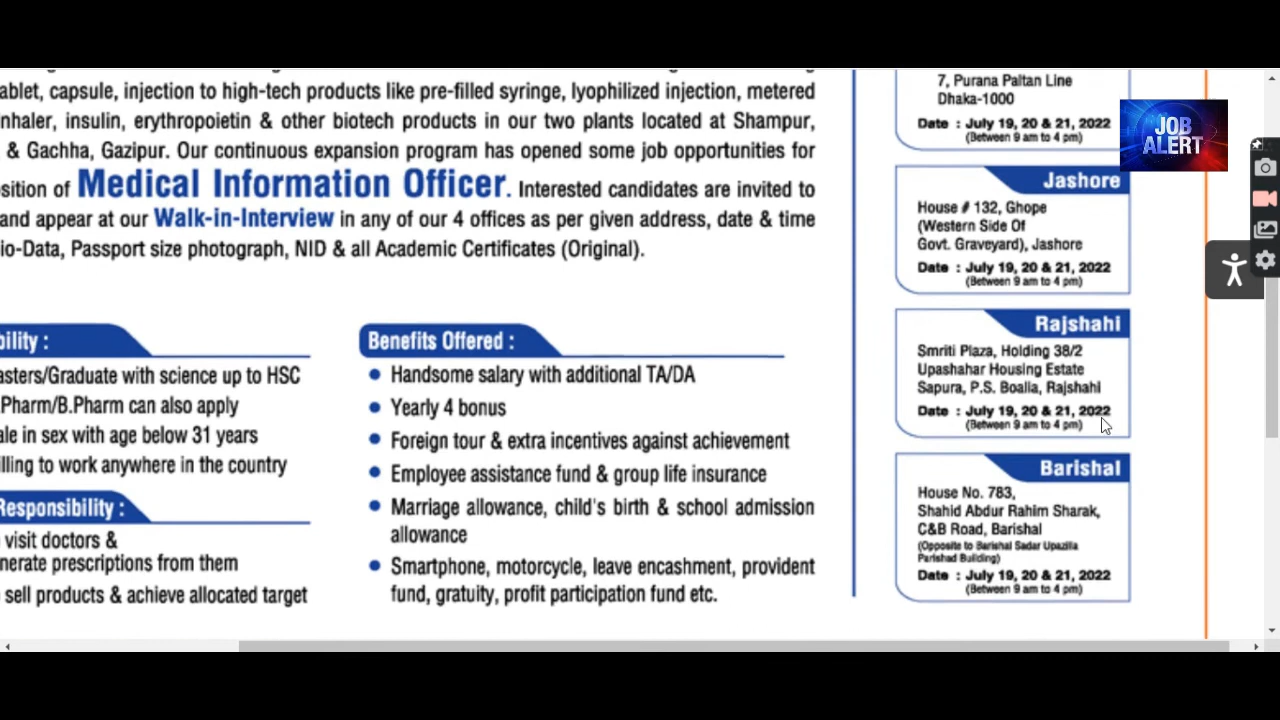 ablet, capsule, injection to high-tech products like pre-filled syringe, lyophilized injection, metered
nhaler, insulin, erythropoietin & other biotech products in our two plants located at Shampur,
& Gachha, Gazipur. Our continuous expansion program has opened some job opportunities for
sition of Medical Information Officer. Interested candidates are invited to
and appear at our Walk-in-Interview in any of our 4 offices as per given address, date & time
io-Data, Passport size photograph, NID & all Academic Certificates (Original).
bility :
asters/Graduate with science up to HSC
.Pharm/B.Pharm can also apply
ale in sex with age below 31 years
illing to work anywhere in the country
Responsibility :
visit doctors &
nerate prescriptions from them
sell products & achieve allocated target
Benefits Offered :
Handsome salary with additional TA/DA
Yearly 4 bonus
Foreign tour & extra incentives against achievement
Employee assistance fund & group life insurance
Marriage allowance, child's birth & school admission
allowance
Smartphone, motorcycle, leave encashment, provident
fund, gratuity, profit participation fund etc.
7, Purana Paltan Line
Dhaka-1000
Date : July 19, 20 & 21, 2022
(Between 9 am to 4 pm)
JOB
ALERT
Jashore
House # 132, Ghope
(Western Side Of
Govt. Graveyard), Jashore
Date : July 19, 20 & 21, 2022
(Between 9 am to 4 pm)
Rajshahi
Smriti Plaza, Holding 38/2
Upashahar Housing Estate
Sapura, P.S. Boalia, Rajshahi
Date : July 19, 20 & 21, 2022
(Between 9 am to 4 pm)
Barishal
House No. 783,
Shahid Abdur Rahim Sharak,
C&B Road, Barishal
(Opposite to Barishal Sadar Upazilla
Parishad Building)
Date : July 19, 20 & 21, 2022
(Between 9 am to 4 pm)